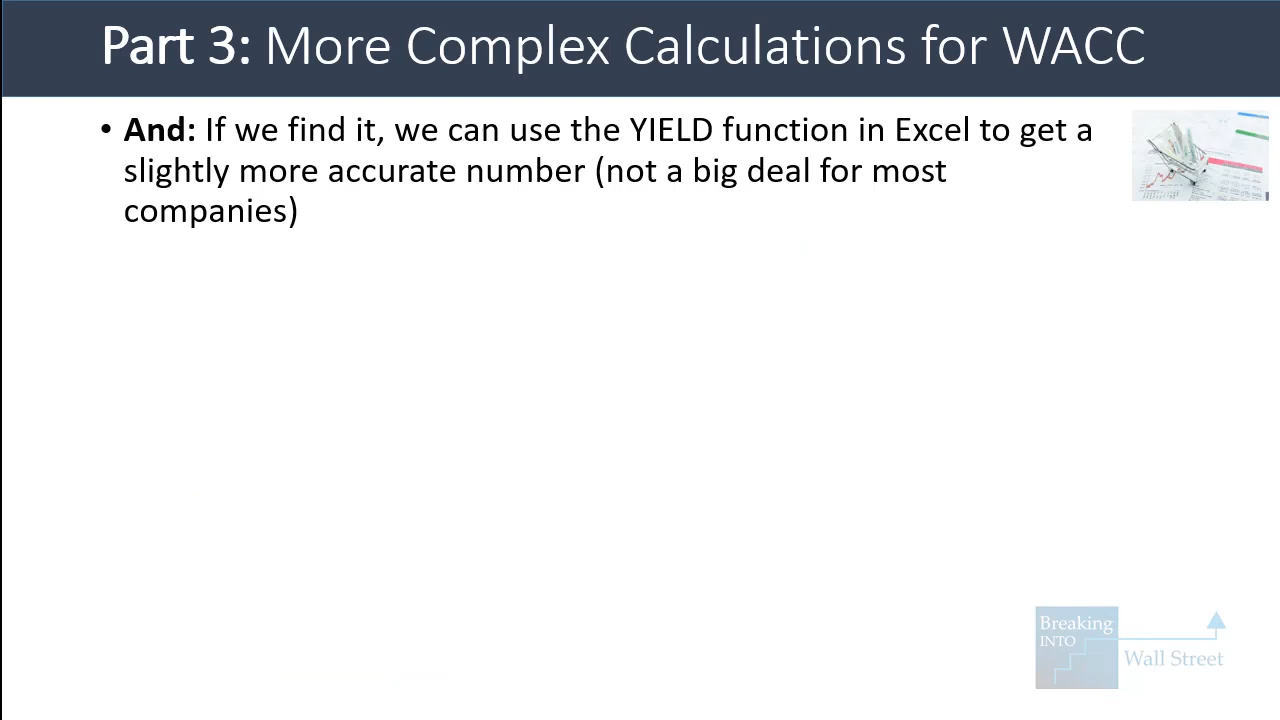 Part 3: More Complex Calculations for WACC
• And: If we find it, we can use the YIELD function in Excel to get a
slightly more accurate number (not a big deal for most
companies)
Breaking
INTO
Wall Street